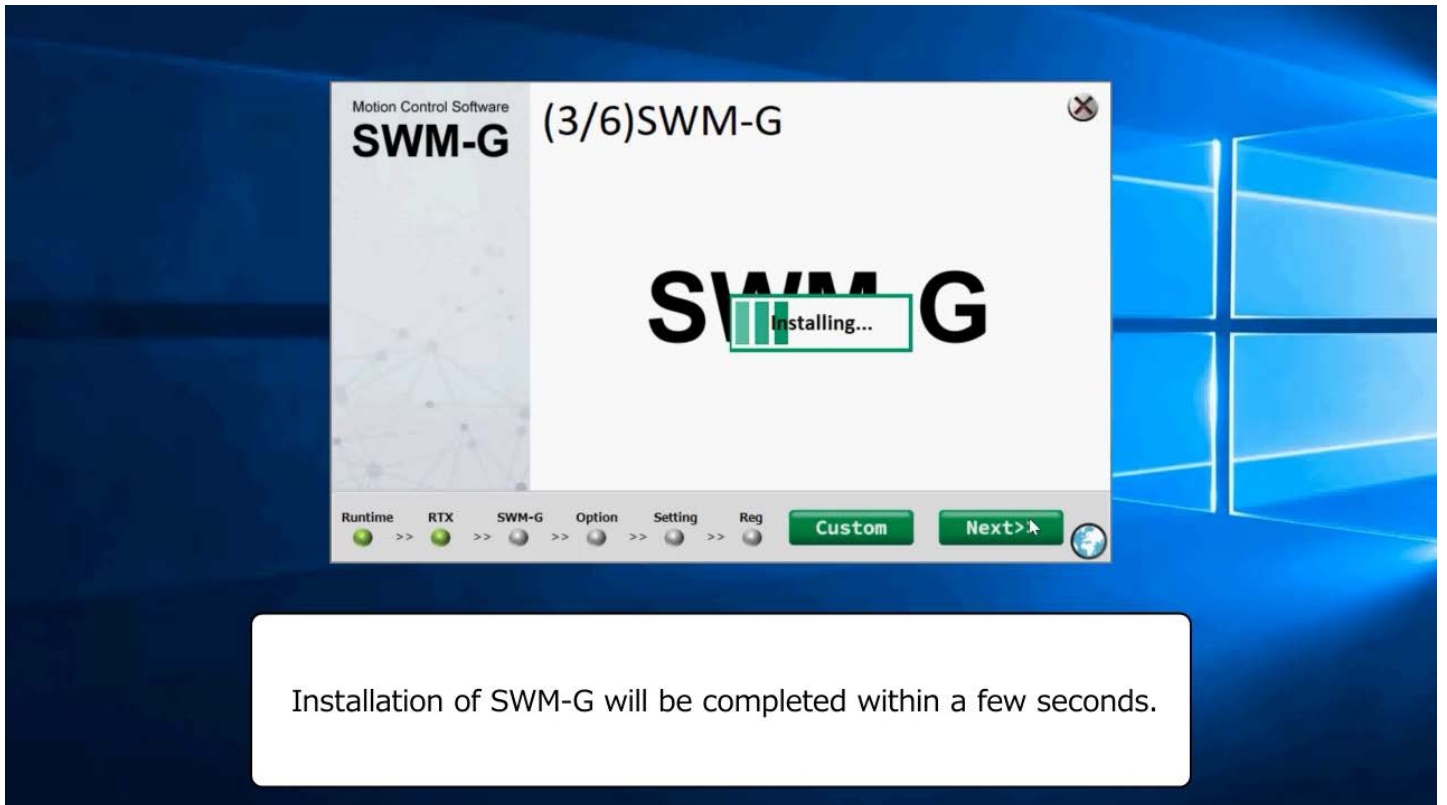 Motion Control Software
SWM-G
(3/6)SWM-G
SWM-G
Installing...
Runtime >> RTX >> SWM-G >> Option >> Setting >> Reg
Custom
Next>>
Installation of SWM-G will be completed within a few seconds.